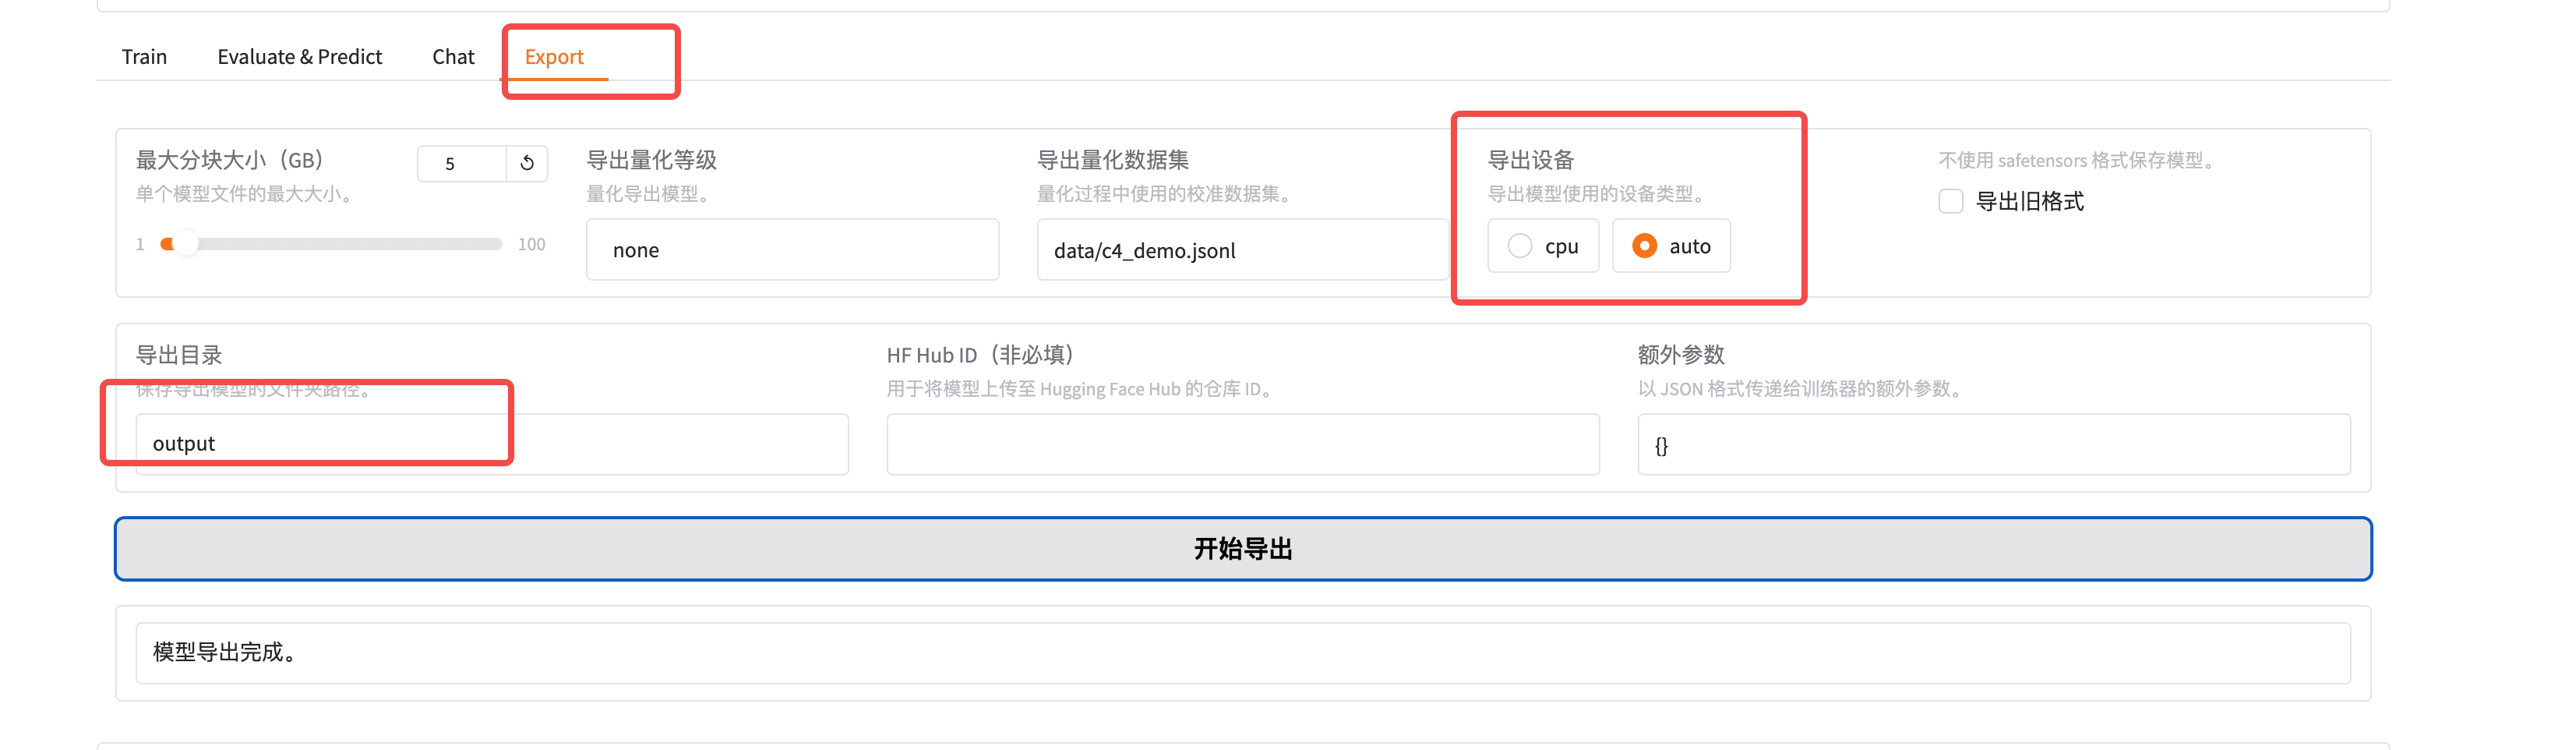 Train Evaluate & Predict Chat Export
最大分块大小（GB）
单个模型文件的最大大小。
5
1 100
导出量化等级
量化导出模型。
none
导出量化数据集
量化过程中使用的校准数据集。
data/c4_demo.jsonl
导出设备
导出模型使用的设备类型。
cpu auto
不使用 safetensors 格式保存模型。
导出旧格式
导出目录
保存导出模型的文件夹路径。
output
HF Hub ID（非必填）
用于将模型上传至 Hugging Face Hub 的仓库 ID。
额外参数
以 JSON 格式传递给训练器的额外参数。
{}
开始导出
模型导出完成。